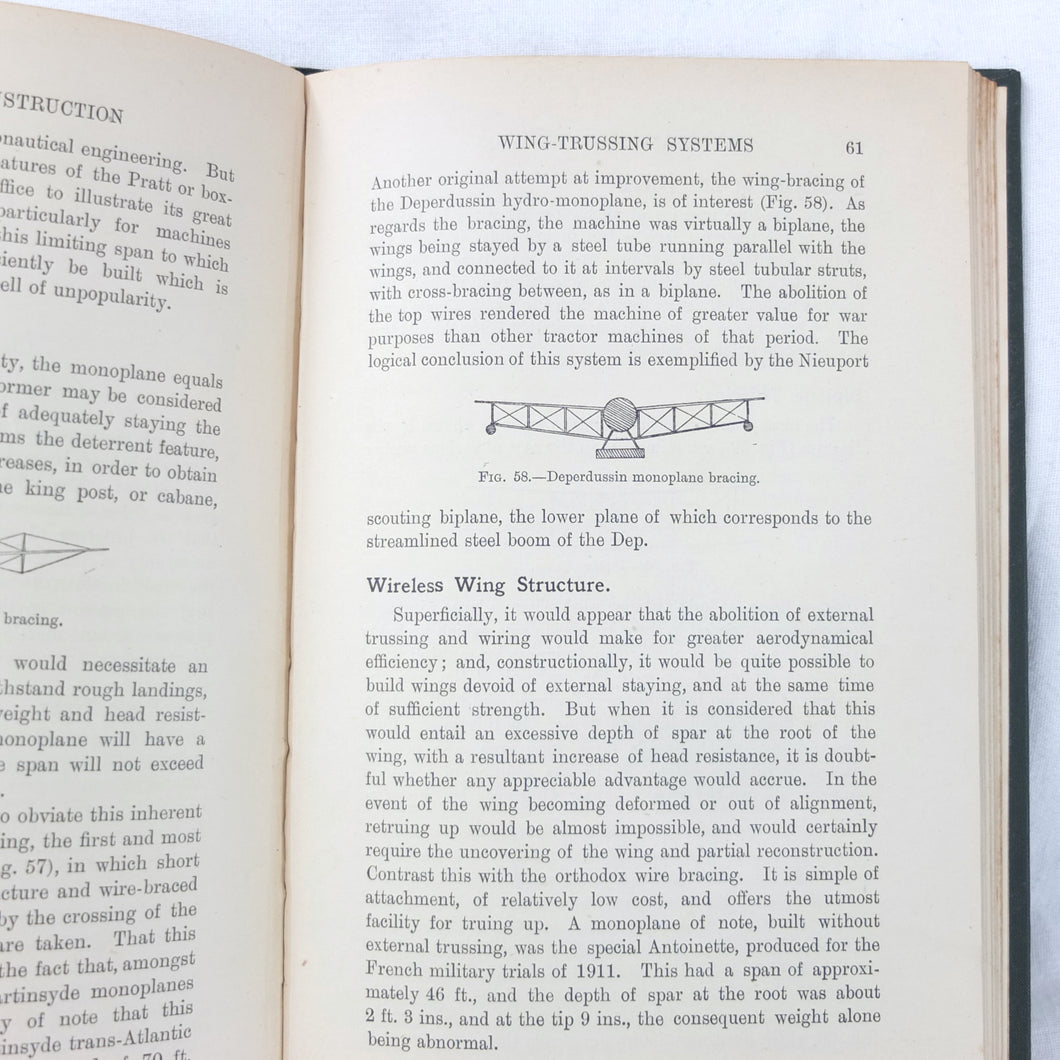 NSTRUCTION
nautical engineering. But
atures of the Pratt or box-
ffice to illustrate its great
particularly for machines
his limiting span to which
iently be built which is
ell of unpopularity.
ty, the monoplane equals
ormer may be considered
f adequately staying the
ms the deterrent feature,
reases, in order to obtain
e king post, or cabane,
bracing.
would necessitate an
thstand rough landings,
weight and head resist-
monoplane will have a
e span will not exceed
o obviate this inherent
ing, the first and most
g. 57), in which short
cture and wire-braced
by the crossing of the
are taken. That this
the fact that, amongst
artinsyde monoplanes
y of note that this
insyde trans-Atlantic
of 70 ft.
WING-TRUSSING SYSTEMS 61
Another original attempt at improvement, the wing-bracing of
the Deperdussin hydro-monoplane, is of interest (Fig. 58). As
regards the bracing, the machine was virtually a biplane, the
wings being stayed by a steel tube running parallel with the
wings, and connected to it at intervals by steel tubular struts,
with cross-bracing between, as in a biplane. The abolition of
the top wires rendered the machine of greater value for war
purposes than other tractor machines of that period. The
logical conclusion of this system is exemplified by the Nieuport
FIG. 58.—Deperdussin monoplane bracing.
scouting biplane, the lower plane of which corresponds to the
streamlined steel boom of the Dep.
Wireless Wing Structure.
Superficially, it would appear that the abolition of external
trussing and wiring would make for greater aerodynamical
efficiency; and, constructionally, it would be quite possible to
build wings devoid of external staying, and at the same time
of sufficient strength. But when it is considered that this
would entail an excessive depth of spar at the root of the
wing, with a resultant increase of head resistance, it is doubt-
ful whether any appreciable advantage would accrue. In the
event of the wing becoming deformed or out of alignment,
retruing up would be almost impossible, and would certainly
require the uncovering of the wing and partial reconstruction.
Contrast this with the orthodox wire bracing. It is simple of
attachment, of relatively low cost, and offers the utmost
facility for truing up. A monoplane of note, built without
external trussing, was the special Antoinette, produced for the
French military trials of 1911. This had a span of approxi-
mately 46 ft., and the depth of spar at the root was about
2 ft. 3 ins., and at the tip 9 ins., the consequent weight alone
being abnormal.